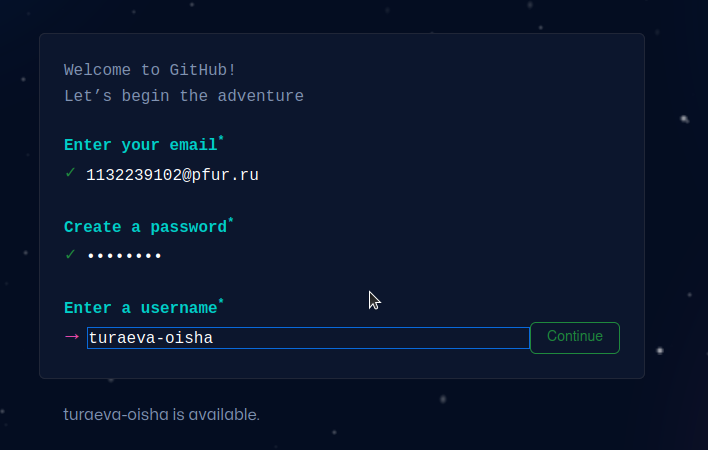 Welcome to GitHub!
Let’s begin the adventure
Enter your email*
✓ 1132239102@pfur.ru
Create a password*
✓ ••••••••
Enter a username*
→ turaeva-oisha
Continue
turaeva-oisha is available.